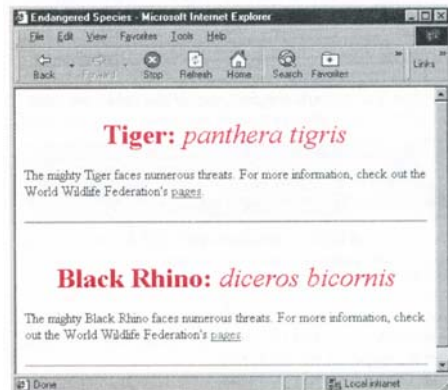 Endangered Species - Microsoft Internet Explorer
File Edit View Favorites Tools Help
Back Forward Stop Refresh Home Search Favorites Links
Tiger: panthera tigris
The mighty Tiger faces numerous threats. For more information, check out the
World Wildlife Federation's pages.
Black Rhino: diceros bicornis
The mighty Black Rhino faces numerous threats. For more information, check
out the World Wildlife Federation's pages.
Done Local intranet